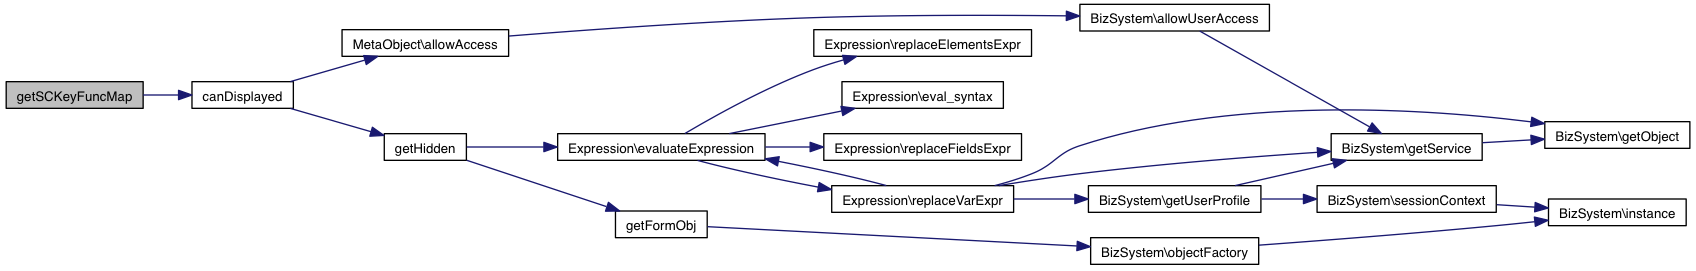 getSCKeyFuncMap
canDisplayed
MetaObject\allowAccess
getHidden
Expression\evaluateExpression
getFormObj
Expression\replaceElementsExpr
Expression\eval_syntax
Expression\replaceFieldsExpr
Expression\replaceVarExpr
BizSystem\allowUserAccess
BizSystem\getUserProfile
BizSystem\objectFactory
BizSystem\getService
BizSystem\sessionContext
BizSystem\getObject
BizSystem\instance